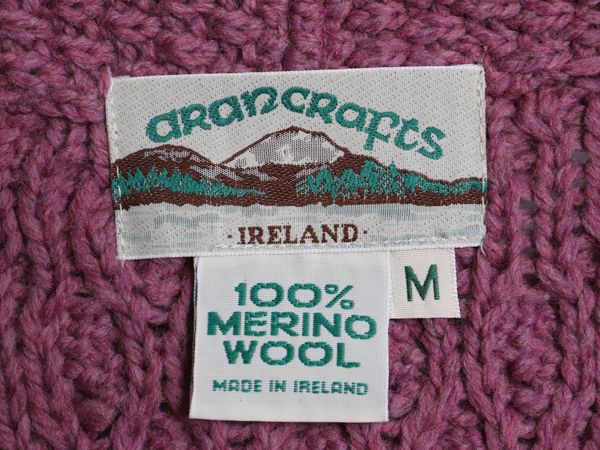 arancrafts
· IRELAND ·
M
100%
MERINO
WOOL
MADE IN IRELAND